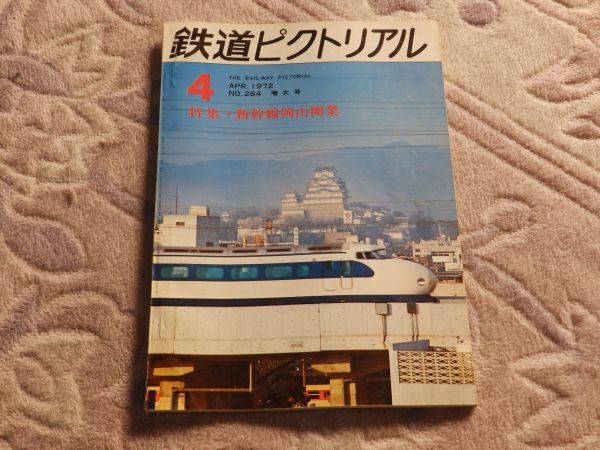 鉄道ピクトリアル
4
THE RAILWAY PICTORIAL
APR. 1972
NO.264 増大号
特集・新幹線岡山開業